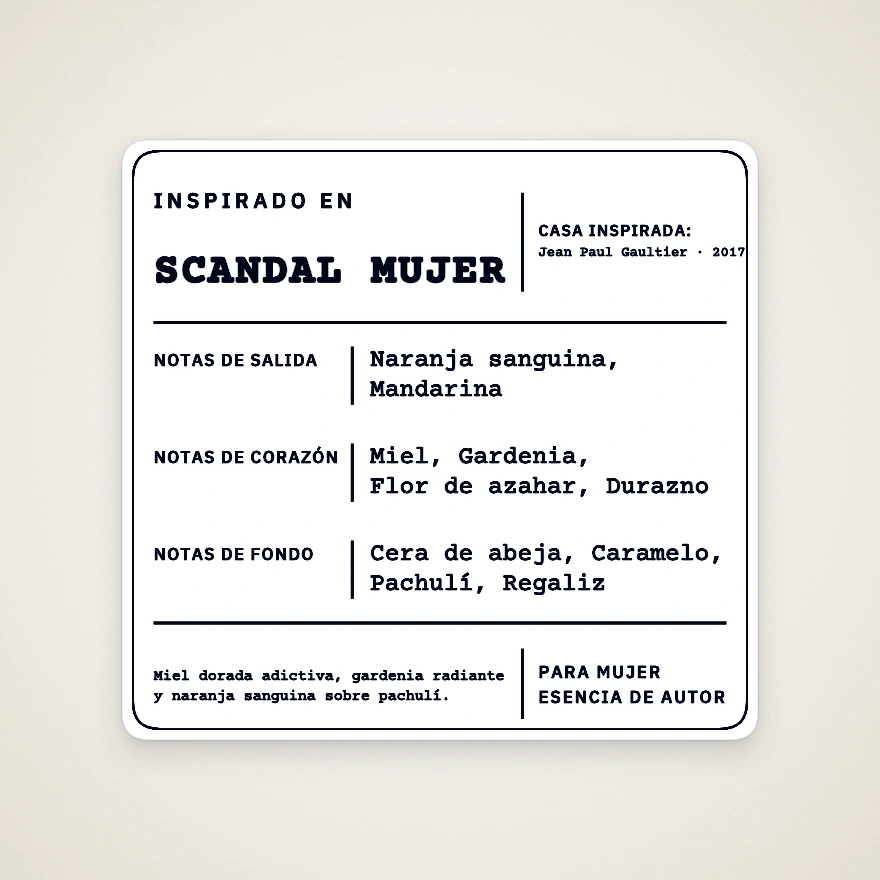 INSPIRADO EN
SCANDAL MUJER
CASA INSPIRADA:
Jean Paul Gaultier · 2017
NOTAS DE SALIDA
Naranja sanguina,
Mandarina
NOTAS DE CORAZÓN
Miel, Gardenia,
Flor de azahar, Durazno
NOTAS DE FONDO
Cera de abeja, Caramelo,
Pachulí, Regaliz
Miel dorada adictiva, gardenia radiante
y naranja sanguina sobre pachulí.
PARA MUJER
ESENCIA DE AUTOR